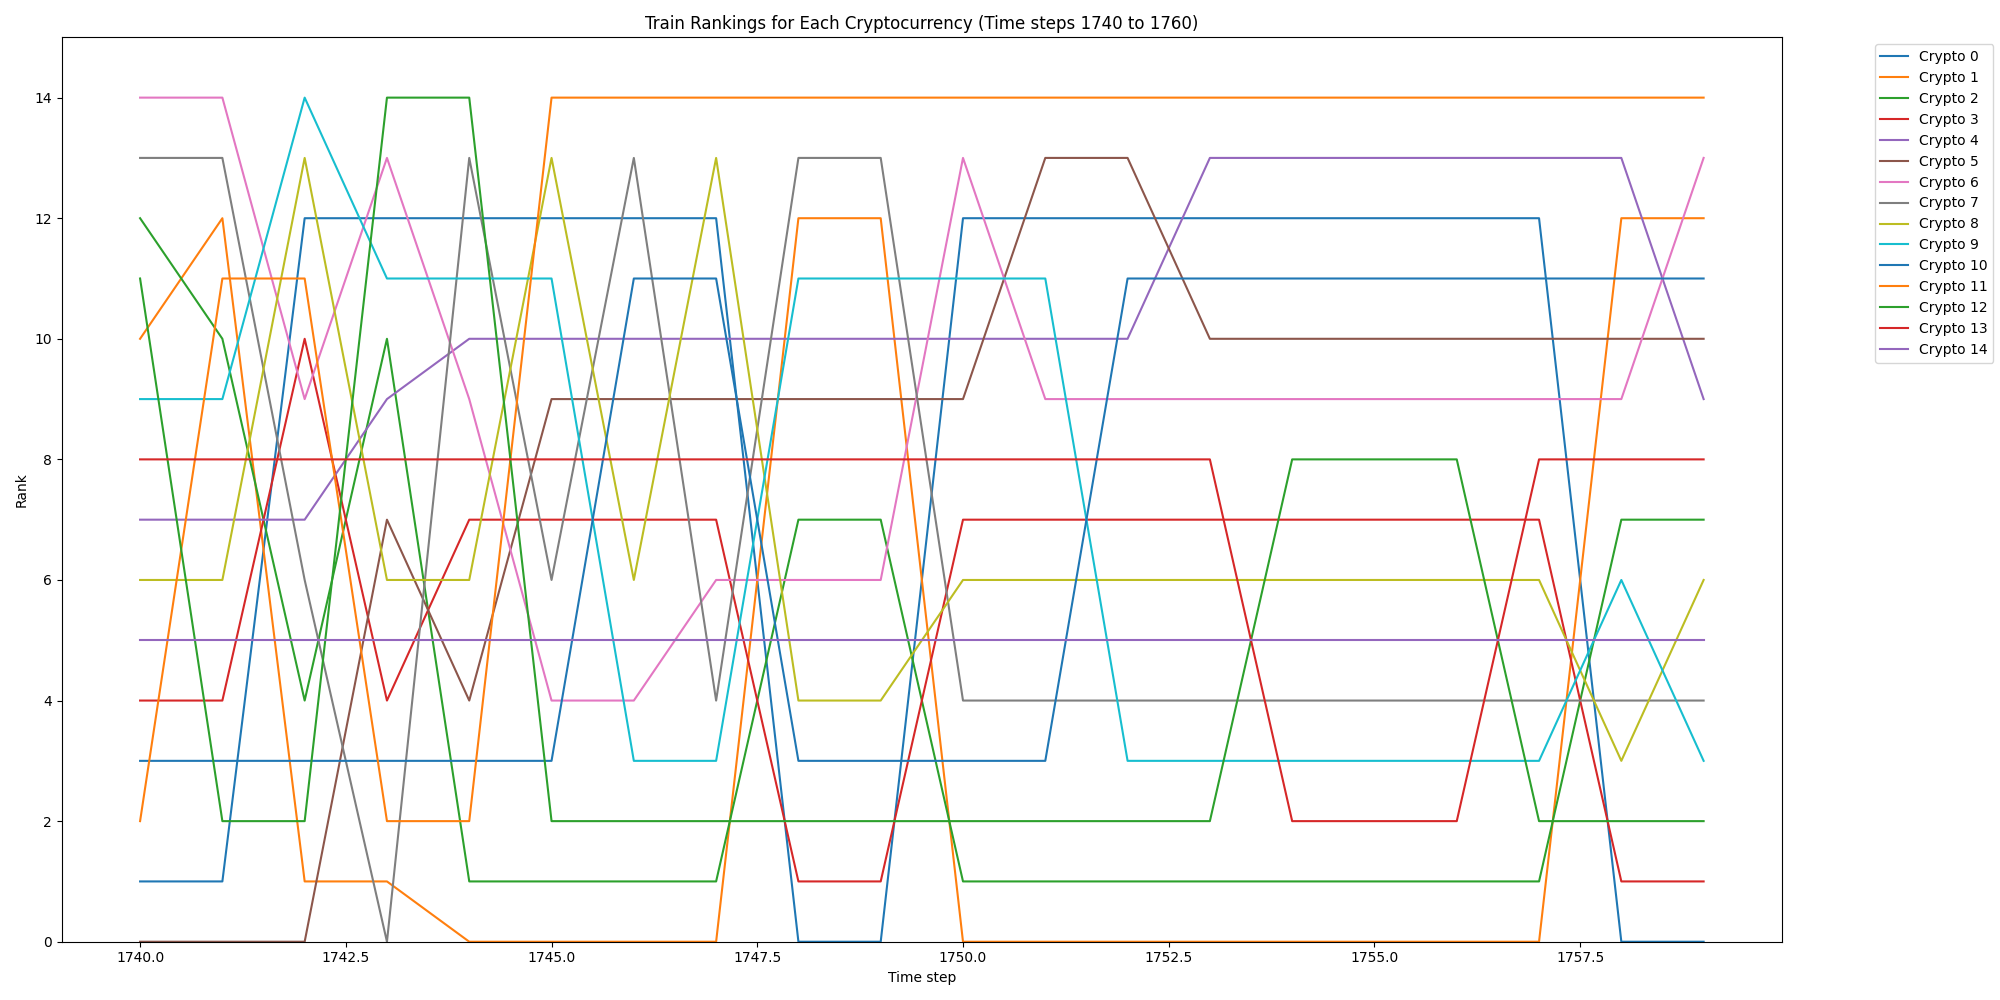 Train Rankings for Each Cryptocurrency (Time steps 1740 to 1760)
Rank
14
12
10
8
6
4
2
0
1740.0 1742.5 1745.0 1747.5 1750.0 1752.5 1755.0 1757.5
Time step
Crypto 0
Crypto 1
Crypto 2
Crypto 3
Crypto 4
Crypto 5
Crypto 6
Crypto 7
Crypto 8
Crypto 9
Crypto 10
Crypto 11
Crypto 12
Crypto 13
Crypto 14